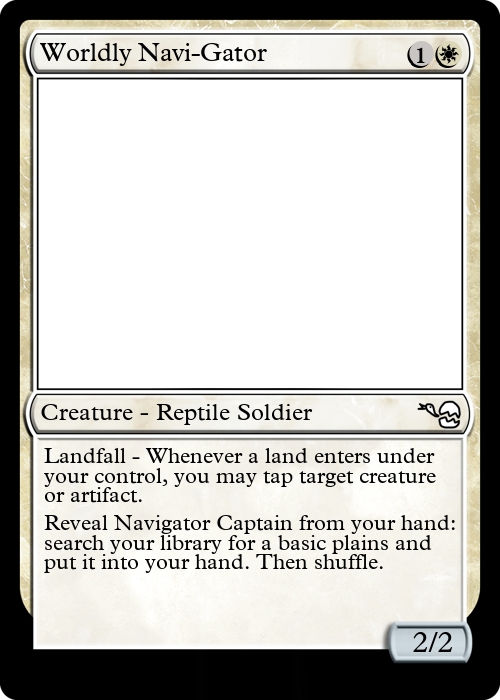 Worldly Navi-Gator
1
Creature - Reptile Soldier
Landfall - Whenever a land enters under
your control, you may tap target creature
or artifact.
Reveal Navigator Captain from your hand:
search your library for a basic plains and
put it into your hand. Then shuffle.
2/2